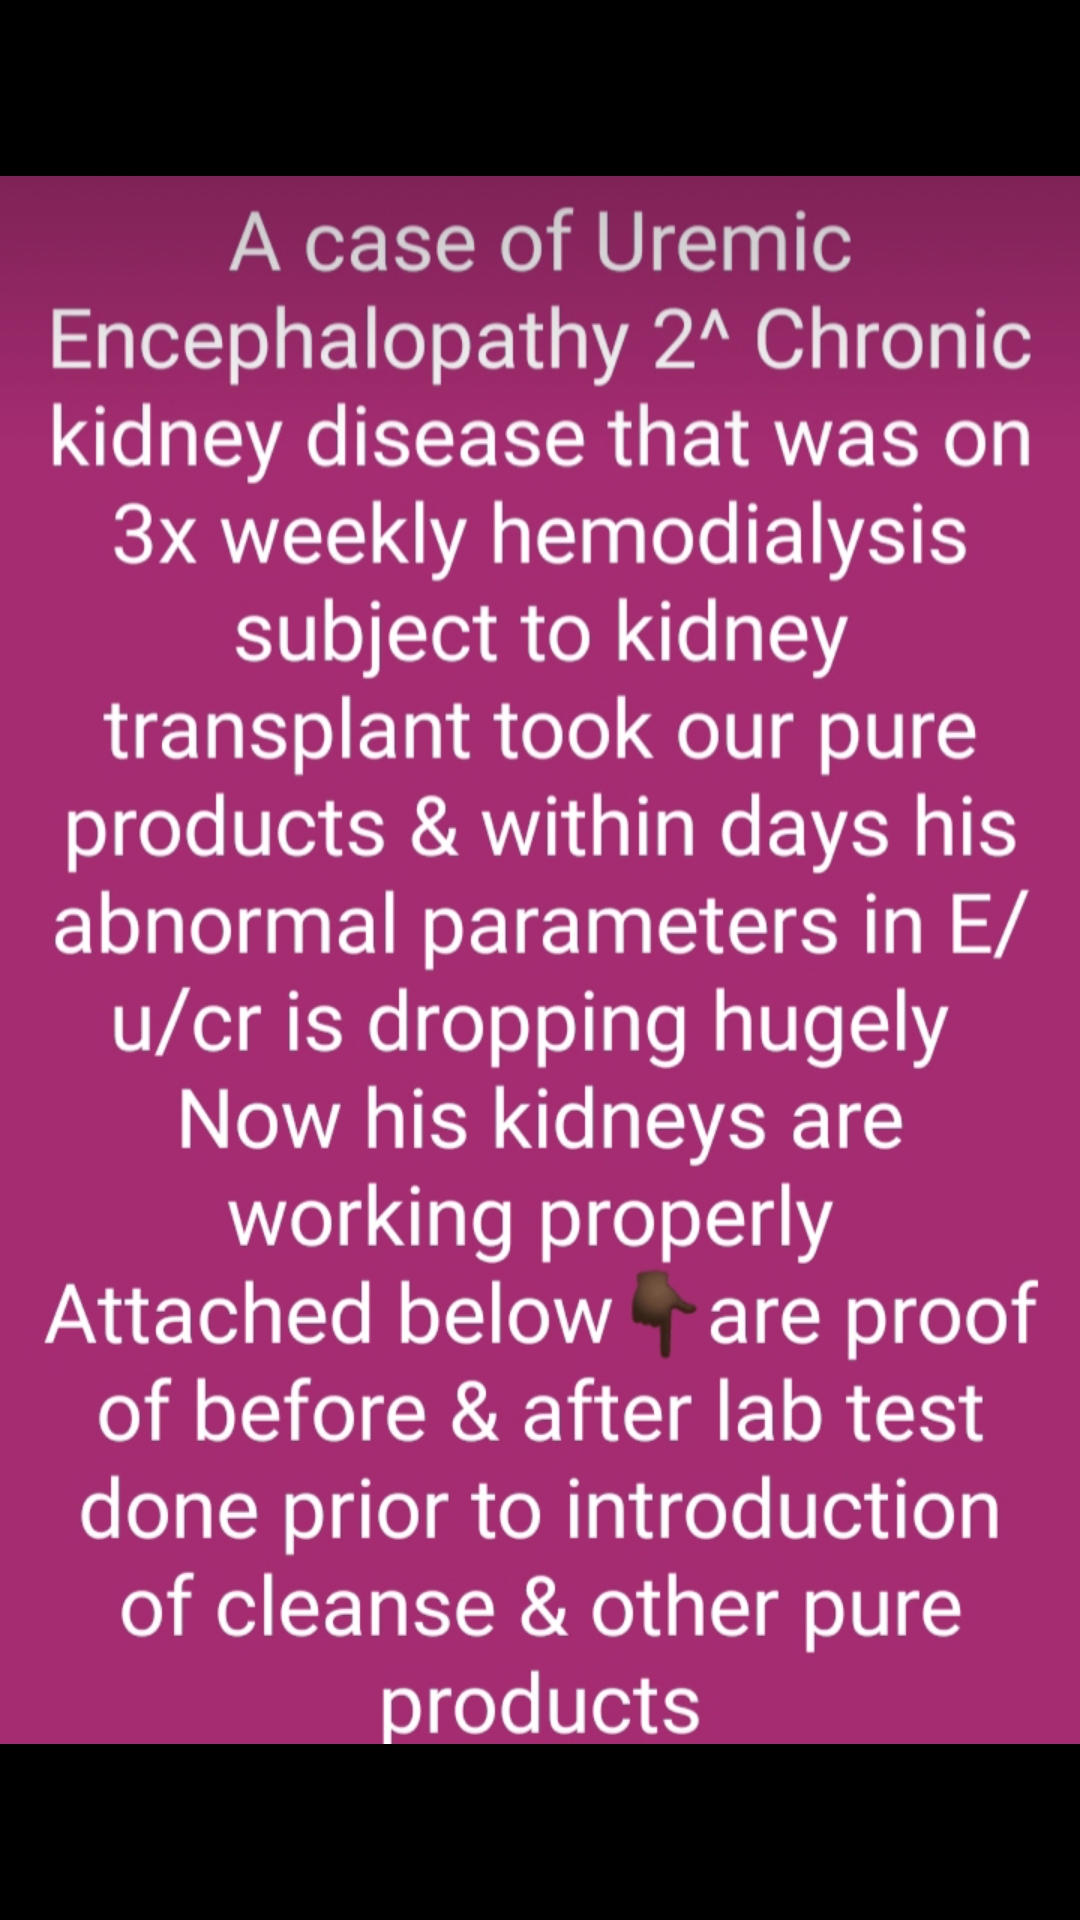 A case of Uremic
Encephalopathy 2^ Chronic
kidney disease that was on
3x weekly hemodialysis
subject to kidney
transplant took our pure
products & within days his
abnormal parameters in E/
u/cr is dropping hugely
Now his kidneys are
working properly
Attached below👇🏿are proof
of before & after lab test
done prior to introduction
of cleanse & other pure
products